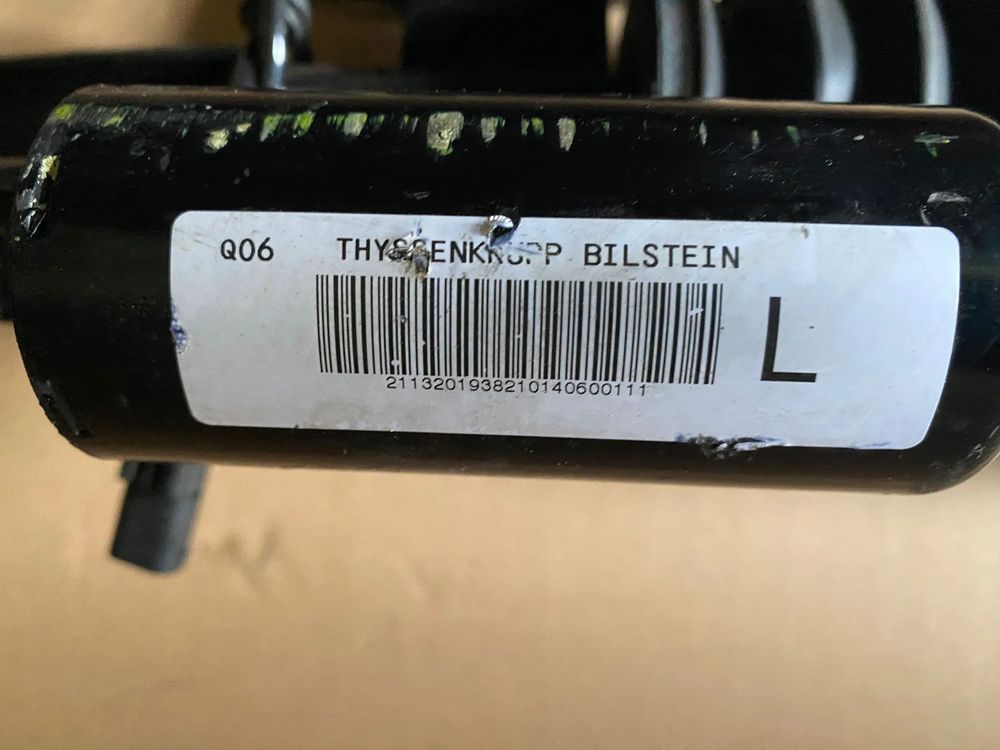 Q06 THYSSENKRUPP BILSTEIN
2113201938210140600111
L